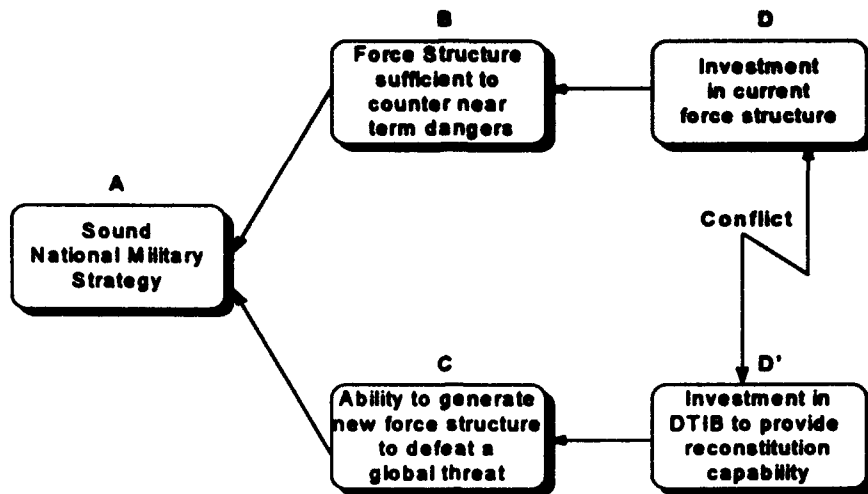 B
Force Structure
sufficient to
counter near
term dangers
D
Investment
in current
force structure
A
Sound
National Military
Strategy
Conflict
C
Ability to generate
new force structure
to defeat a
global threat
D'
Investment in
DTIB to provide
reconstitution
capability